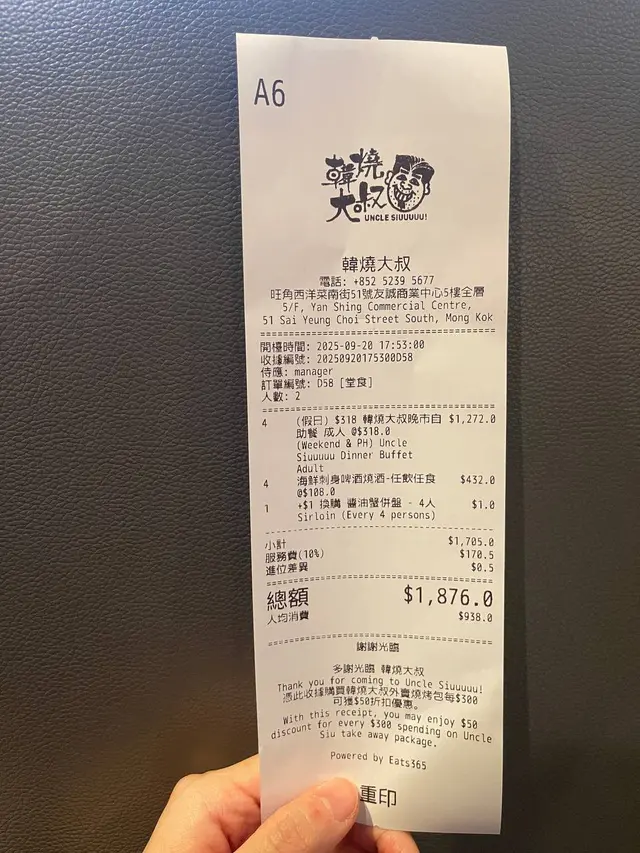 A6
韓燒
大叔
UNCLE SIUUUUU!
韓燒大叔
電話: +852 5239 5677
旺角西洋菜南街51號友誠商業中心5樓全層
5/F, Yan Shing Commercial Centre,
51 Sai Yeung Choi Street South, Mong Kok
開檯時間: 2025-09-20 17:53:00
收據編號: 20250920175300D58
侍應: manager
訂單編號: D58 [堂食]
人數: 2
4 (假日) $318 韓燒大叔晚市自 $1,272.0
助餐 成人 @$318.0
(Weekend & PH) Uncle
Siuuuuu Dinner Buffet
Adult
4 海鮮刺身啤酒燒酒-任飲任食 $432.0
@$108.0
1 +$1 換購 醬油蟹併盤 - 4人 $1.0
Sirloin (Every 4 persons)
小計 $1,705.0
服務費(10%) $170.5
進位差異 $0.5
總額 $1,876.0
人均消費 $938.0
謝謝光臨
多謝光臨 韓燒大叔
Thank you for coming to Uncle Siuuuuu!
憑此收據購買韓燒大叔外賣燒烤包每$300
可獲$50折扣優惠。
With this receipt, you may enjoy $50
discount for every $300 spending on Uncle
Siu take away package.
Powered by Eats365
重印